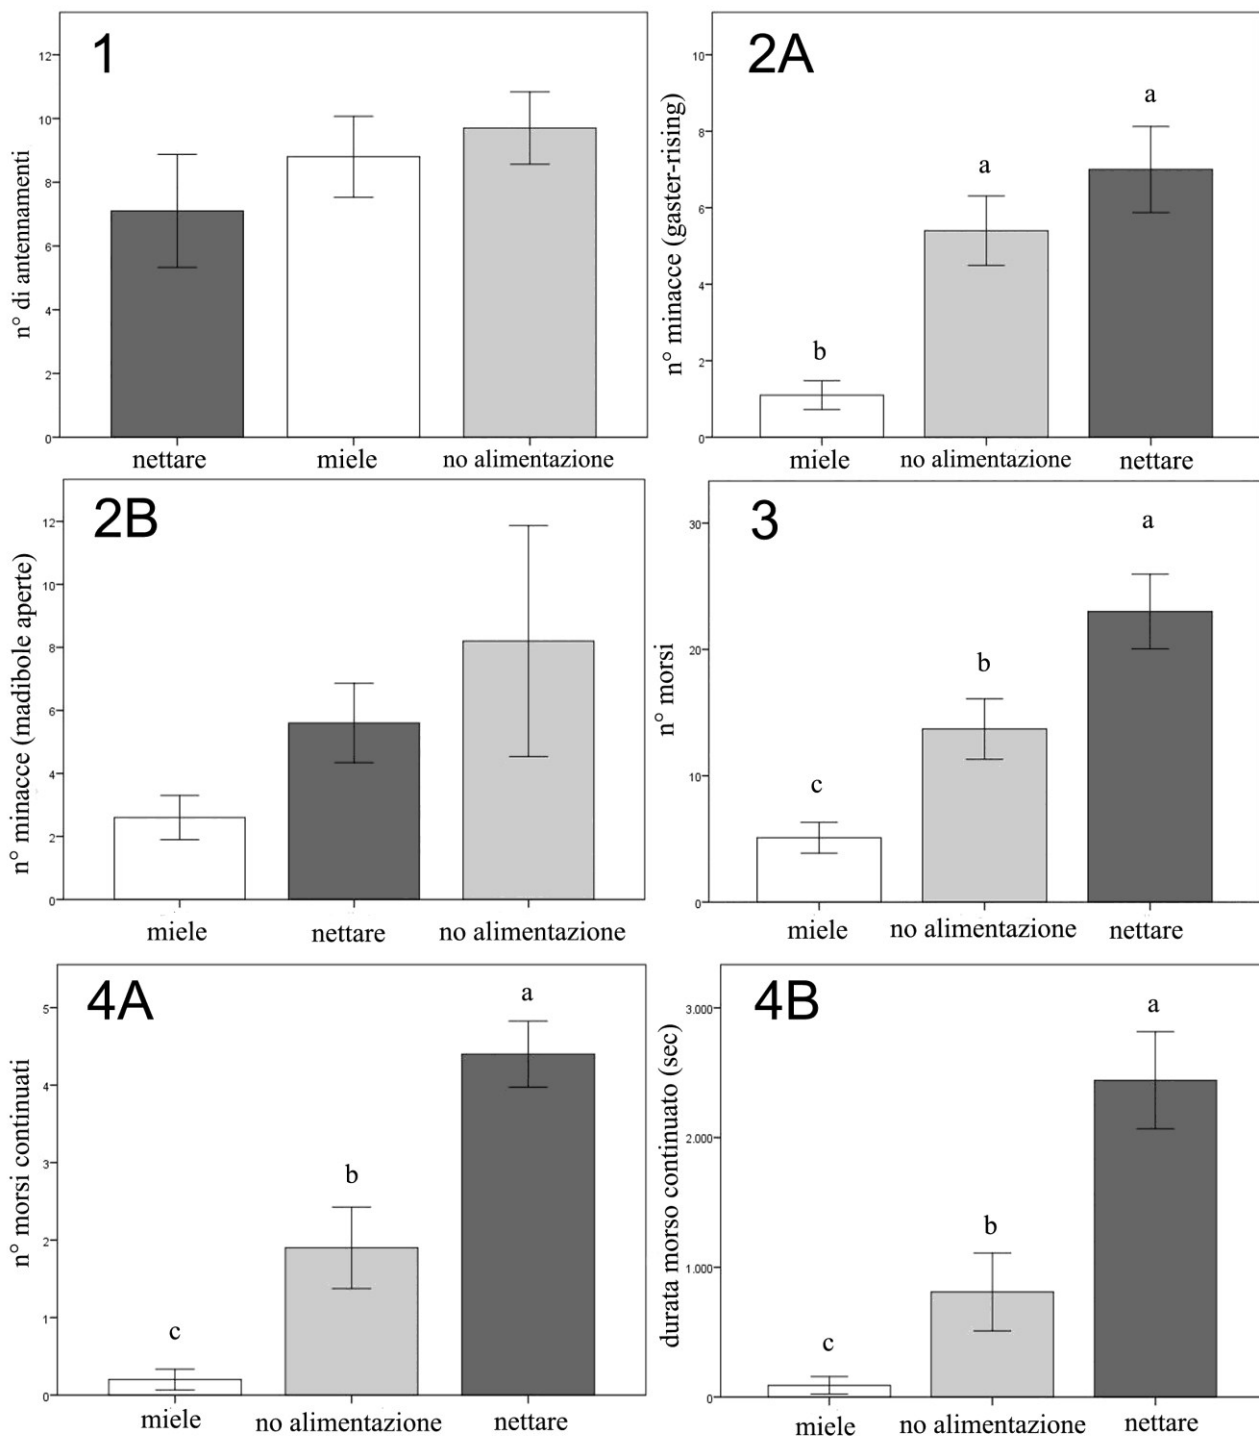 1
12
10
8
6
4
2
0
n° di antennamenti
nettare
miele
no alimentazione
2A
10
8
6
4
2
0
n° minacce (gaster-rising)
b
a
a
miele
no alimentazione
nettare
2B
12
10
8
6
4
2
0
n° minacce (madibole aperte)
miele
nettare
no alimentazione
3
30
20
10
0
n° morsi
c
b
a
miele
no alimentazione
nettare
4A
5
4
3
2
1
0
n° morsi continuati
c
b
a
miele
no alimentazione
nettare
4B
3.000
2.000
1.000
0
durata morso continuato (sec)
c
b
a
miele
no alimentazione
nettare